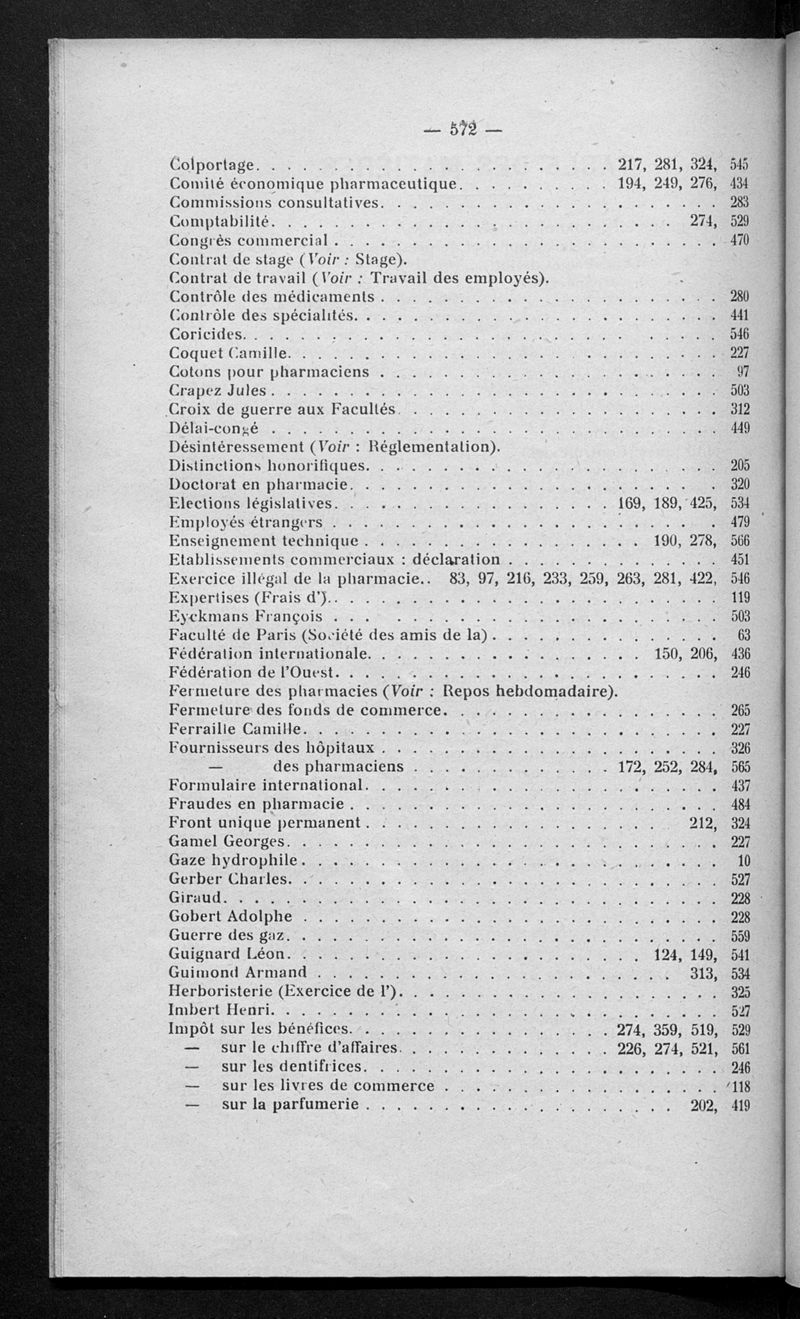 — 572 —
Colportage. . . . . . . . . . . . . . . . . . . . . . . 217, 281, 324, 545
Comité économique pharmaceutique. . . . . . . . . . 194, 249, 276, 434
Commissions consultatives. . . . . . . . . . . . . . . . . . . . . . 283
Comptabilité. . . . . . . . . . . . . . . . . . . . . . . . . . 274, 529
Congrès commercial . . . . . . . . . . . . . . . . . . . . . . . . . 470
Contrat de stage (Voir : Stage).
Contrat de travail (Voir : Travail des employés).
Contrôle des médicaments . . . . . . . . . . . . . . . . . . . . . . 280
Contrôle des spécialités. . . . . . . . . . . . . . . . . . . . . . . 441
Coricides. . . . . . . . . . . . . . . . . . . . . . . . . . . . . . 546
Coquet Camille. . . . . . . . . . . . . . . . . . . . . . . . . . . . 227
Cotons pour pharmaciens . . . . . . . . . . . . . . . . . . . . . . 97
Crapez Jules . . . . . . . . . . . . . . . . . . . . . . . . . . . . . 503
Croix de guerre aux Facultés. . . . . . . . . . . . . . . . . . . . . 312
Délai-congé . . . . . . . . . . . . . . . . . . . . . . . . . . . . . 449
Désintéressement (Voir : Réglementation).
Distinctions honorifiques. . . . . . . . . . . . . . . . . . . . . . . 205
Doctorat en pharmacie. . . . . . . . . . . . . . . . . . . . . . . . 320
Elections législatives. . . . . . . . . . . . . . . . . . 169, 189, 425, 534
Employés étrangers . . . . . . . . . . . . . . . . . . . . . . . . . 479
Enseignement technique . . . . . . . . . . . . . . . . . . 190, 278, 566
Etablissements commerciaux : déclaration . . . . . . . . . . . . . . 451
Exercice illégal de la pharmacie.. 83, 97, 216, 233, 259, 263, 281, 422, 546
Expertises (Frais d'). . . . . . . . . . . . . . . . . . . . . . . . . 119
Eyckmans François . . . . . . . . . . . . . . . . . . . . . . . . . 503
Faculté de Paris (Société des amis de la) . . . . . . . . . . . . . . . 63
Fédération internationale. . . . . . . . . . . . . . . . . . 150, 206, 436
Fédération de l'Ouest. . . . . . . . . . . . . . . . . . . . . . . . . 246
Fermeture des pharmacies (Voir : Repos hebdomadaire).
Fermeture des fonds de commerce. . . . . . . . . . . . . . . . . . 265
Ferraille Camille. . . . . . . . . . . . . . . . . . . . . . . . . . . 227
Fournisseurs des hôpitaux . . . . . . . . . . . . . . . . . . . . . . 326
— des pharmaciens . . . . . . . . . . . . . 172, 252, 284, 565
Formulaire international. . . . . . . . . . . . . . . . . . . . . . . 437
Fraudes en pharmacie . . . . . . . . . . . . . . . . . . . . . . . . 484
Front unique permanent . . . . . . . . . . . . . . . . . . . 212, 324
Gamel Georges. . . . . . . . . . . . . . . . . . . . . . . . . . . . 227
Gaze hydrophile . . . . . . . . . . . . . . . . . . . . . . . . . . . 10
Gerber Charles. . . . . . . . . . . . . . . . . . . . . . . . . . . . 527
Giraud. . . . . . . . . . . . . . . . . . . . . . . . . . . . . . . . 228
Gobert Adolphe . . . . . . . . . . . . . . . . . . . . . . . . . . . 228
Guerre des gaz. . . . . . . . . . . . . . . . . . . . . . . . . . . . 559
Guignard Léon. . . . . . . . . . . . . . . . . . . . . . . 124, 149, 541
Guimond Armand . . . . . . . . . . . . . . . . . . . . . . . 313, 534
Herboristerie (Exercice de l'). . . . . . . . . . . . . . . . . . . . . 325
Imbert Henri. . . . . . . . . . . . . . . . . . . . . . . . . . . . . 527
Impôt sur les bénéfices. . . . . . . . . . . . . . . . . 274, 359, 519, 529
— sur le chiffre d'affaires. . . . . . . . . . . . . . 226, 274, 521, 561
— sur les dentifrices. . . . . . . . . . . . . . . . . . . . . . . 246
— sur les livres de commerce . . . . . . . . . . . . . . . . . . 118
— sur la parfumerie . . . . . . . . . . . . . . . . . . . . 202, 419